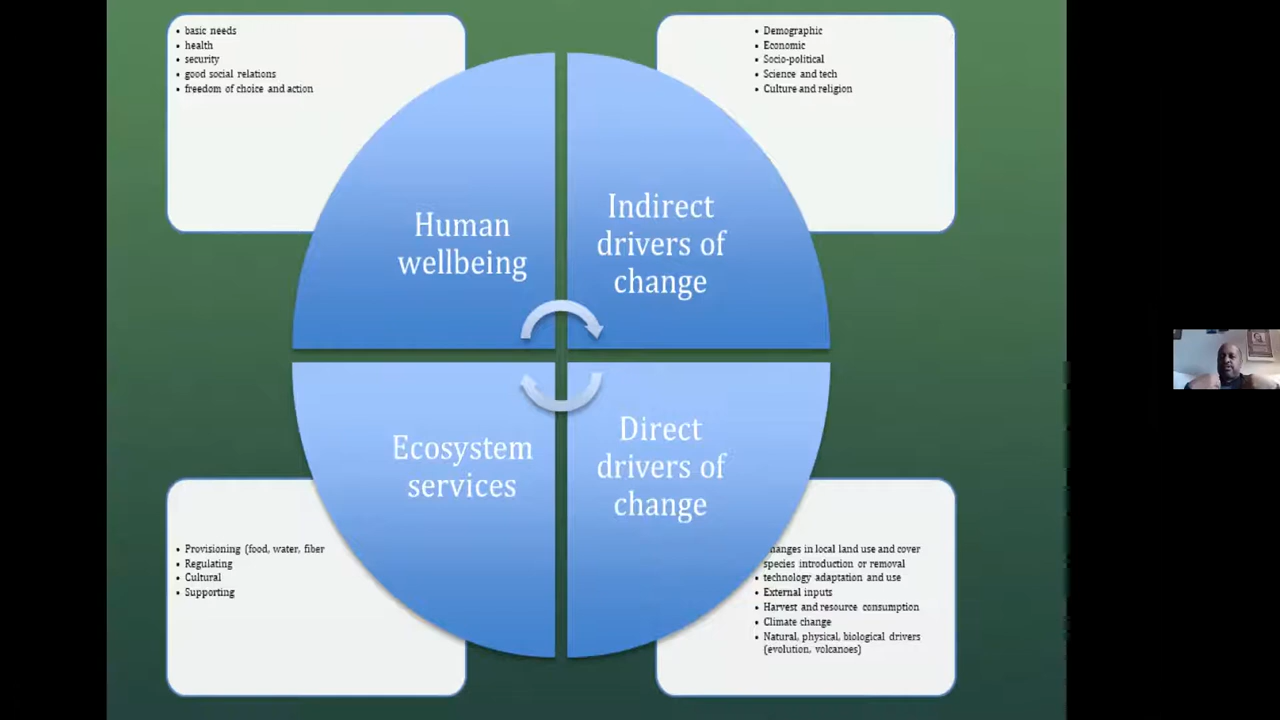 • basic needs
• health
• security
• good social relations
• freedom of choice and action
• Demographic
• Economic
• Socio-political
• Science and tech
• Culture and religion
Human
wellbeing
Indirect
drivers of
change
Ecosystem
services
Direct
drivers of
change
• Provisioning (food, water, fiber
• Regulating
• Cultural
• Supporting
hanges in local land use and cover
species introduction or removal
• technology adaptation and use
• External inputs
• Harvest and resource consumption
• Climate change
• Natural, physical, biological drivers
(evolution, volcanoes)